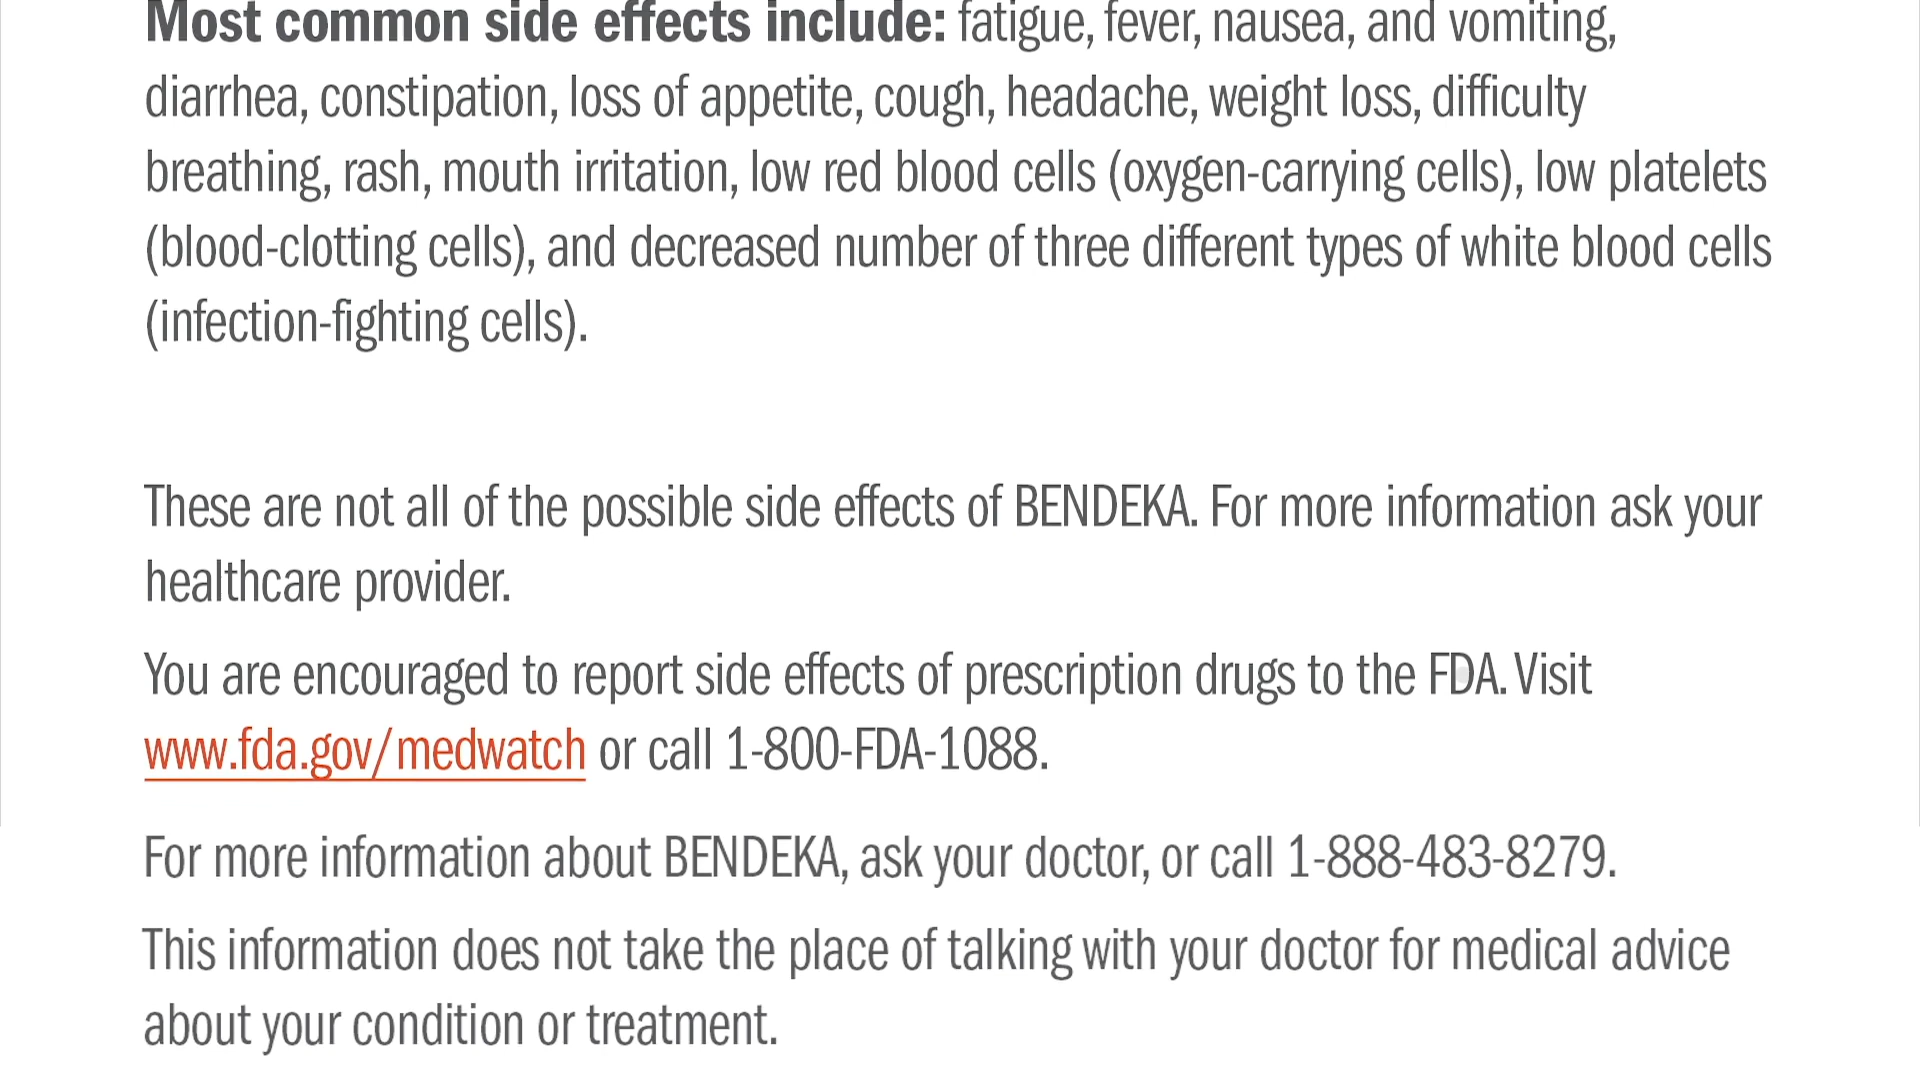 Most common side effects include: fatigue, fever, nausea, and vomiting,
diarrhea, constipation, loss of appetite, cough, headache, weight loss, difficulty
breathing, rash, mouth irritation, low red blood cells (oxygen-carrying cells), low platelets
(blood-clotting cells), and decreased number of three different types of white blood cells
(infection-fighting cells).
These are not all of the possible side effects of BENDEKA. For more information ask your
healthcare provider.
You are encouraged to report side effects of prescription drugs to the FDA. Visit
www.fda.gov/medwatch or call 1-800-FDA-1088.
For more information about BENDEKA, ask your doctor, or call 1-888-483-8279.
This information does not take the place of talking with your doctor for medical advice
about your condition or treatment.